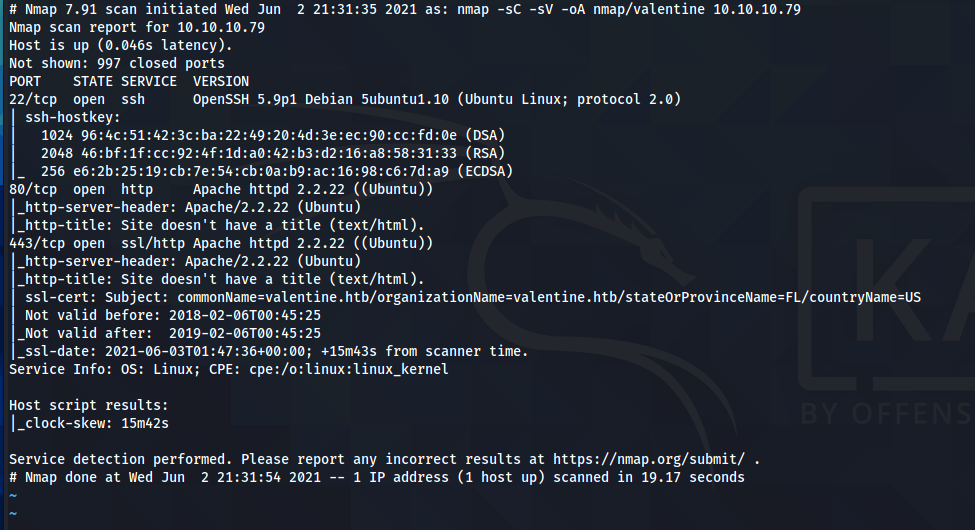 # Nmap 7.91 scan initiated Wed Jun  2 21:31:35 2021 as: nmap -sC -sV -oA nmap/valentine 10.10.10.79
Nmap scan report for 10.10.10.79
Host is up (0.046s latency).
Not shown: 997 closed ports
PORT    STATE SERVICE  VERSION
22/tcp  open  ssh      OpenSSH 5.9p1 Debian 5ubuntu1.10 (Ubuntu Linux; protocol 2.0)
| ssh-hostkey:
|   1024 96:4c:51:42:3c:ba:22:49:20:4d:3e:ec:90:cc:fd:0e (DSA)
|   2048 46:bf:1f:cc:92:4f:1d:a0:42:b3:d2:16:a8:58:31:33 (RSA)
|_  256 e6:2b:25:19:cb:7e:54:cb:0a:b9:ac:16:98:c6:7d:a9 (ECDSA)
80/tcp  open  http     Apache httpd 2.2.22 ((Ubuntu))
|_http-server-header: Apache/2.2.22 (Ubuntu)
|_http-title: Site doesn't have a title (text/html).
443/tcp open  ssl/http Apache httpd 2.2.22 ((Ubuntu))
|_http-server-header: Apache/2.2.22 (Ubuntu)
|_http-title: Site doesn't have a title (text/html).
| ssl-cert: Subject: commonName=valentine.htb/organizationName=valentine.htb/stateOrProvinceName=FL/countryName=US
| Not valid before: 2018-02-06T00:45:25
|_Not valid after:  2019-02-06T00:45:25
|_ssl-date: 2021-06-03T01:47:36+00:00; +15m43s from scanner time.
Service Info: OS: Linux; CPE: cpe:/o:linux:linux_kernel

Host script results:
|_clock-skew: 15m42s

Service detection performed. Please report any incorrect results at https://nmap.org/submit/ .
# Nmap done at Wed Jun  2 21:31:54 2021 -- 1 IP address (1 host up) scanned in 19.17 seconds
~
~
KA
BY OFFENS